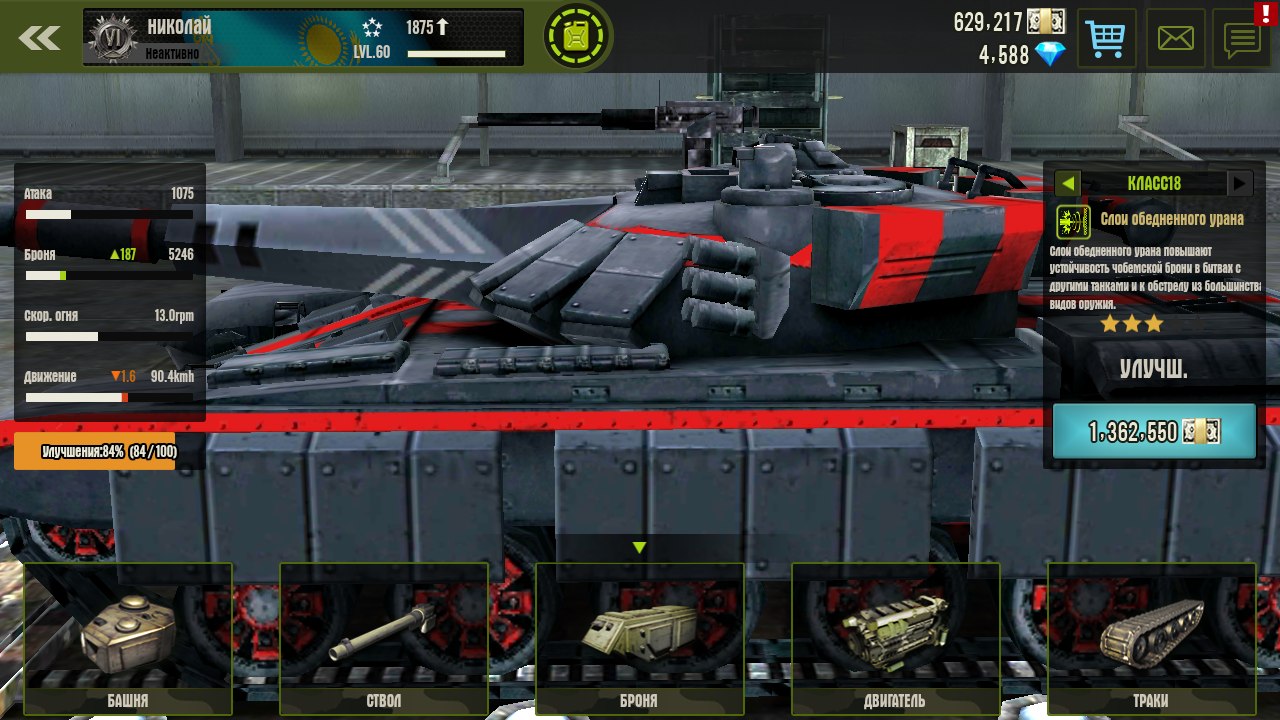 VI
НИКОЛАЙ
Неактивно
LVL.60
1875
629,217
4,588
!
Атака 1075
Броня ▲187 5246
Скор. огня 13.0rpm
Движение ▼1.6 90.4kmh
Улучшения:84% (84/100)
КЛАСС18
Слои обедненного урана
Слои обедненного урана повышают
устойчивость чобемской брони в битвах с
другими танками и к обстрелу из большинства
видов оружия.
УЛУЧШ.
1,362,550
БАШНЯ
СТВОЛ
БРОНЯ
ДВИГАТЕЛЬ
ТРАКИ